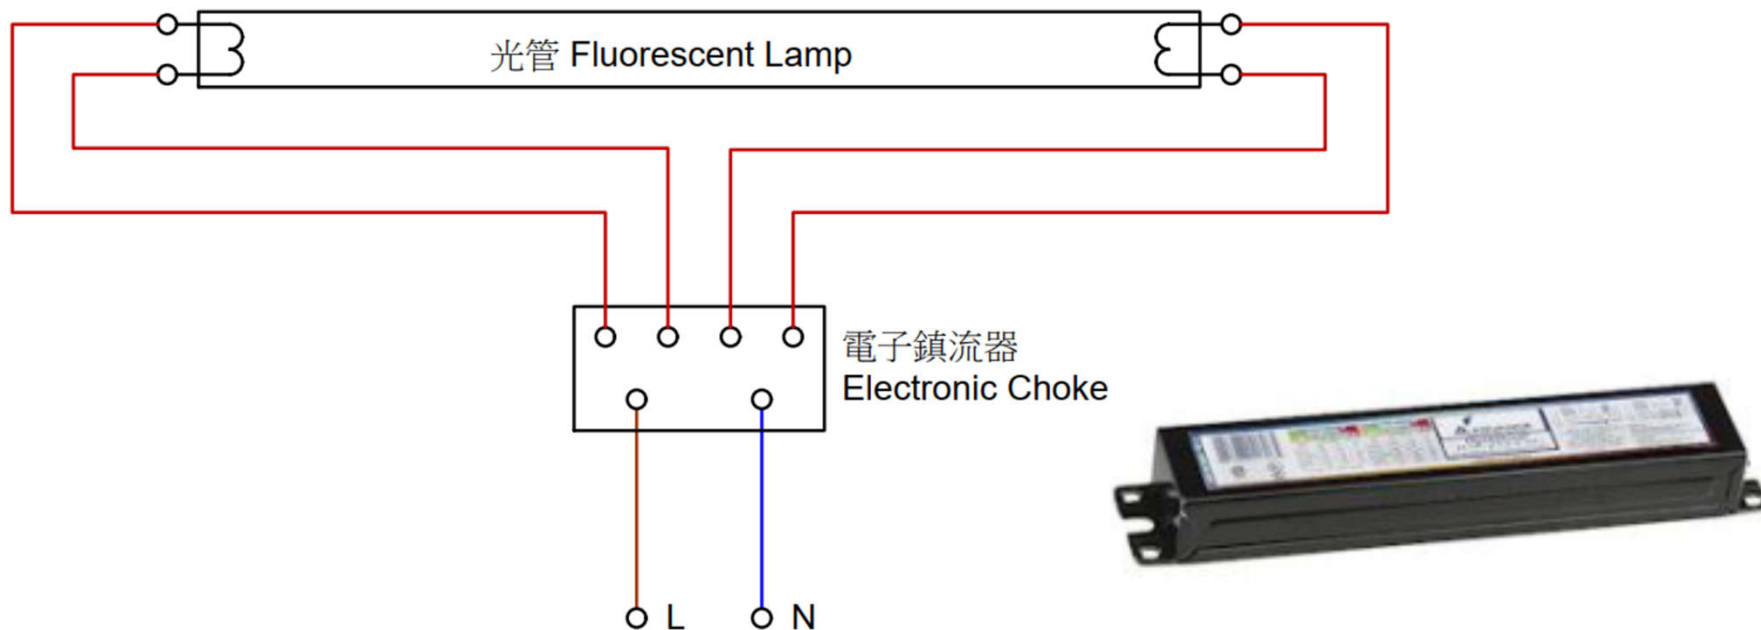 光管 Fluorescent Lamp
電子鎮流器
Electronic Choke
L
N